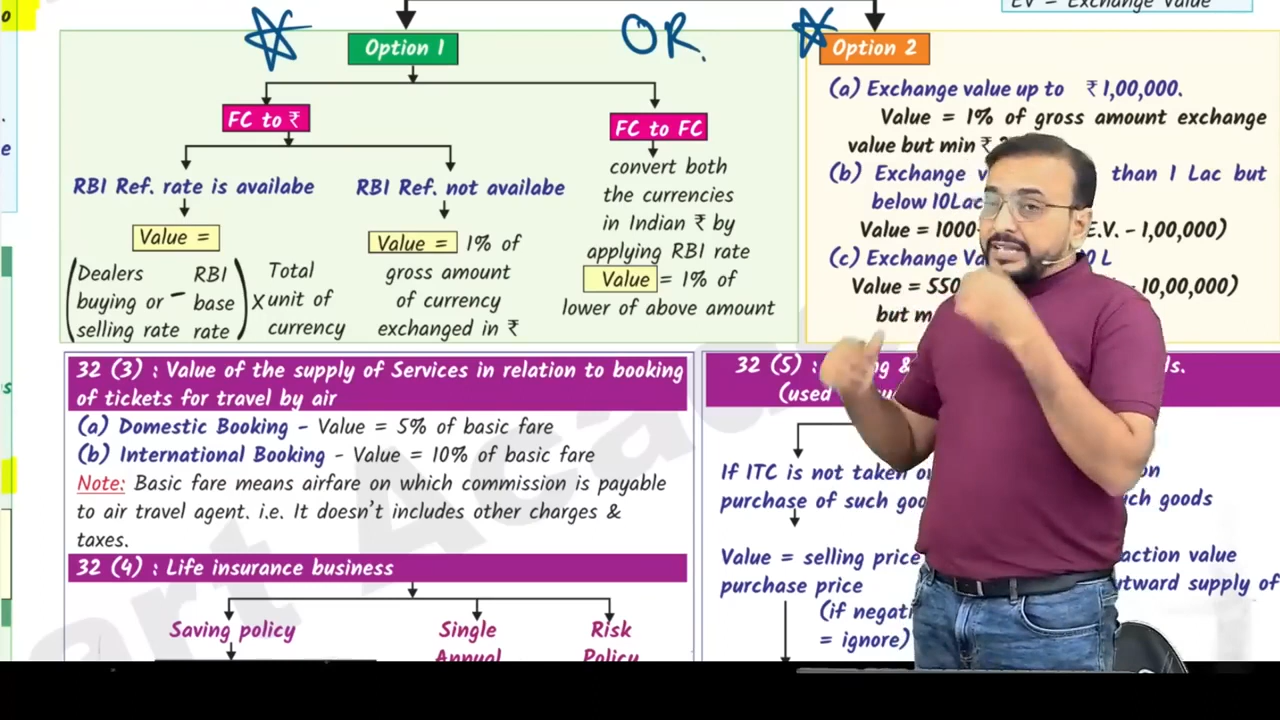 EV = Exchange Value
OR.
Option 1
FC to ₹
RBI Ref. rate is availabe
Value =
Dealers
buying or
selling rate
–
RBI
base
rate
X
Total
unit of
currency
RBI Ref. not availabe
Value = 1% of
gross amount
of currency
exchanged in ₹
FC to FC
convert both
the currencies
in Indian ₹ by
applying RBI rate
Value = 1% of
lower of above amount
Option 2
(a) Exchange value up to ₹ 1,00,000.
Value = 1% of gross amount exchange
value but min ₹
(b) Exchange than 1 Lac but
below 10Lac
Value = 1000 E.V. - 1,00,000)
(c) Exchange L
Value = 10,00,000)
but
32 (3) : Value of the supply of Services in relation to booking
of tickets for travel by air
(a) Domestic Booking - Value = 5% of basic fare
(b) International Booking - Value = 10% of basic fare
Note: Basic fare means airfare on which commission is payable
to air travel agent. i.e. It doesn't includes other charges &
taxes.
32 (4) : Life insurance business
Saving policy
Single
Annual
Risk
Policy
32 (5) : &
(used
If ITC is not taken
purchase of such
Value = selling price
purchase price
(if
= ignore)
goods
value
supply of